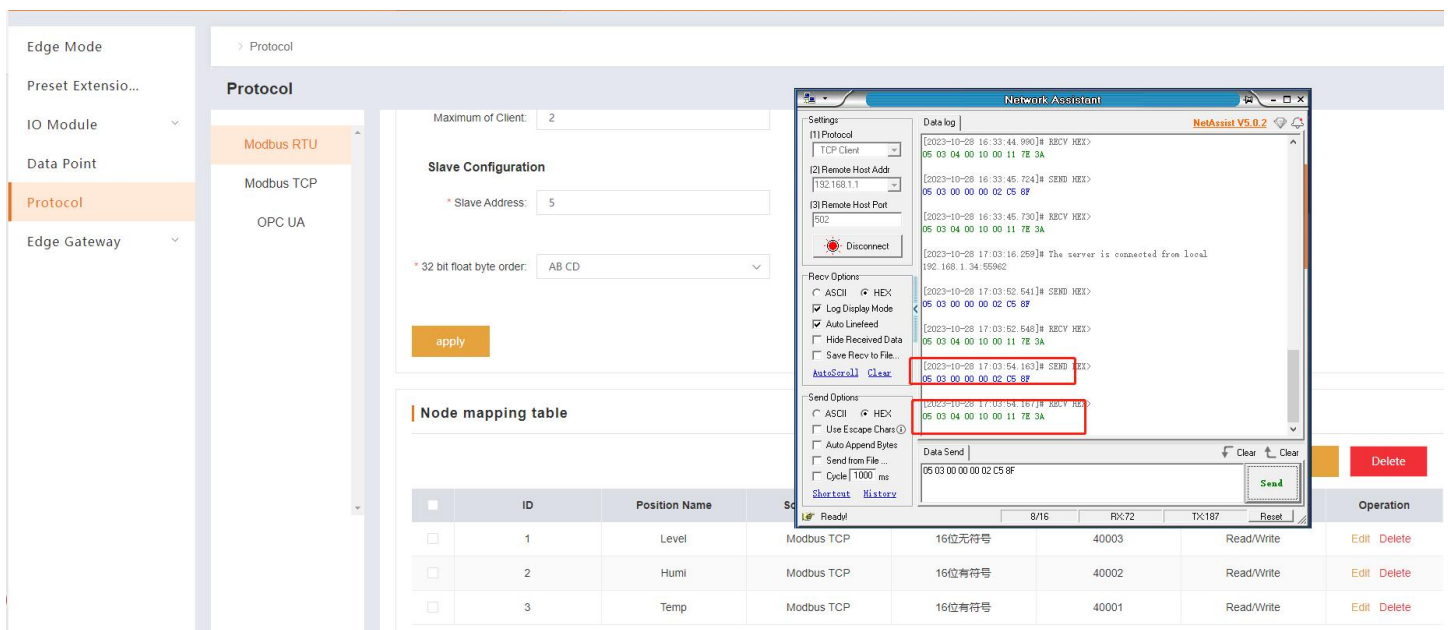 Edge Mode
Preset Extensio...
IO Module
Data Point
Protocol
Edge Gateway
> Protocol
Protocol
Modbus RTU
Modbus TCP
OPC UA
Maximum of Client: 2
Slave Configuration
* Slave Address: 5
* 32 bit float byte order: AB CD
apply
Node mapping table
Delete
ID Position Name Operation
1 Level Modbus TCP 16位无符号 40003 Read/Write Edit Delete
2 Humi Modbus TCP 16位有符号 40002 Read/Write Edit Delete
3 Temp Modbus TCP 16位有符号 40001 Read/Write Edit Delete
Network Assistant
Settings
(1) Protocol
TCP Client
(2) Remote Host Addr
192.168.1.1
(3) Remote Host Port
502
Disconnect
Recv Options
ASCII HEX
Log Display Mode
Auto Linefeed
Hide Received Data
Save Recv to File...
AutoScroll Clear
Send Options
ASCII HEX
Use Escape Chars
Auto Append Bytes
Send from File ...
Cycle 1000 ms
Shortcut History
Data log
NetAssist V5.0.2
[2023-10-28 16:33:44.990]# RECV HEX>
05 03 04 00 10 00 11 7E 3A
[2023-10-28 16:33:45.724]# SEND HEX>
05 03 00 00 00 02 C5 8F
[2023-10-28 16:33:45.730]# RECV HEX>
05 03 04 00 10 00 11 7E 3A
[2023-10-28 17:03:16.259]# The server is connected from local
192.168.1.34:55962
[2023-10-28 17:03:52.541]# SEND HEX>
05 03 00 00 00 02 C5 8F
[2023-10-28 17:03:52.548]# RECV HEX>
05 03 04 00 10 00 11 7E 3A
[2023-10-28 17:03:54.163]# SEND HEX>
05 03 00 00 00 02 C5 8F
[2023-10-28 17:03:54.167]# RECV HEX>
05 03 04 00 10 00 11 7E 3A
Data Send
Clear Clear
05 03 00 00 00 02 C5 8F
Send
Ready! 8/16 RX:72 TX:187 Reset